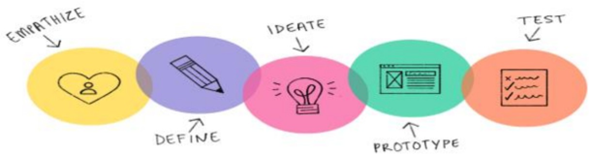 EMPATHIZE
DEFINE
IDEATE
PROTOTYPE
TEST